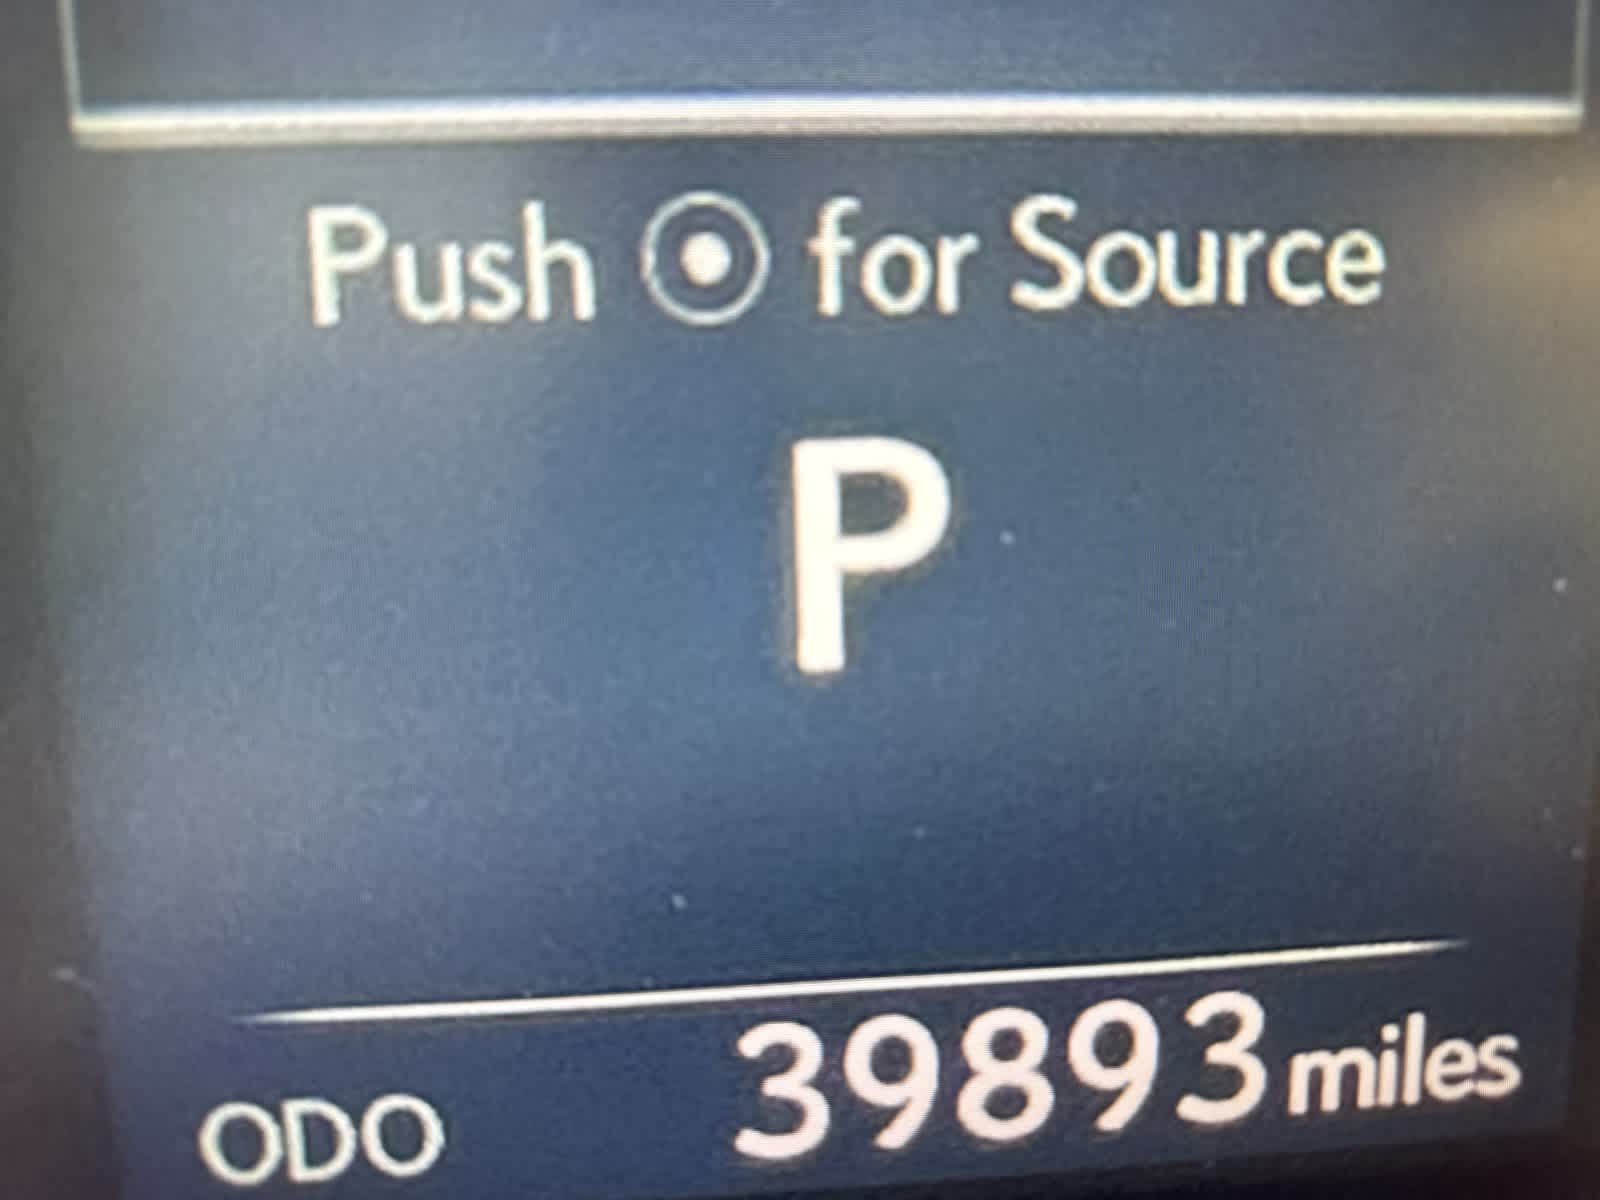 Push for Source
P
ODO 39893 miles